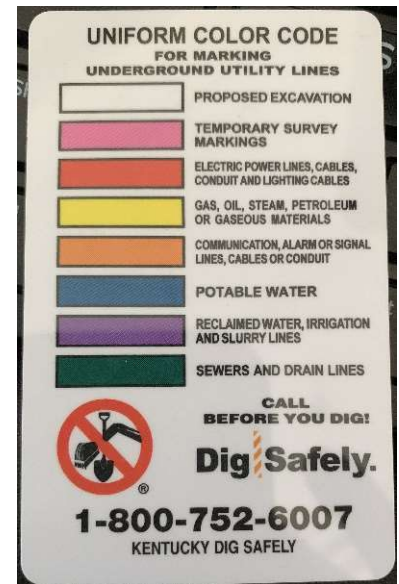 UNIFORM COLOR CODE
FOR MARKING
UNDERGROUND UTILITY LINES
PROPOSED EXCAVATION
TEMPORARY SURVEY
MARKINGS
ELECTRIC POWER LINES, CABLES,
CONDUIT AND LIGHTING CABLES
GAS, OIL, STEAM, PETROLEUM
OR GASEOUS MATERIALS
COMMUNICATION, ALARM OR SIGNAL
LINES, CABLES OR CONDUIT
POTABLE WATER
RECLAIMED WATER, IRRIGATION
AND SLURRY LINES
SEWERS AND DRAIN LINES
CALL
BEFORE YOU DIG!
Dig Safely.
®
1-800-752-6007
KENTUCKY DIG SAFELY